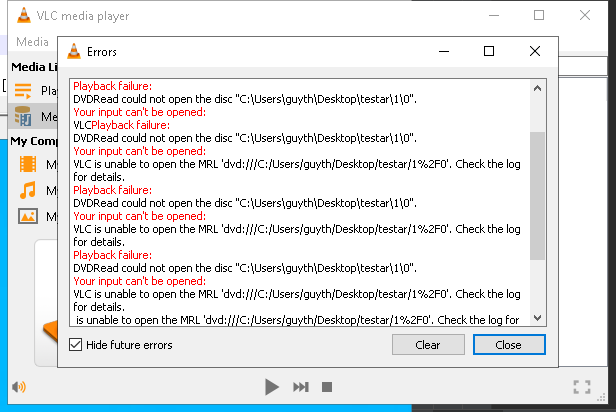 VLC media player
Media
Errors
Media Li
Pla
Me
My Comp
My
My
My
Playback failure:
DVDRead could not open the disc "C:\Users\guyth\Desktop\testar\1\0".
Your input can't be opened:
VLCPlayback failure:
DVDRead could not open the disc "C:\Users\guyth\Desktop\testar\1\0".
Your input can't be opened:
VLC is unable to open the MRL 'dvd:///C:/Users/guyth/Desktop/testar/1%2F0'. Check the log
for details.
Playback failure:
DVDRead could not open the disc "C:\Users\guyth\Desktop\testar\1\0".
Your input can't be opened:
VLC is unable to open the MRL 'dvd:///C:/Users/guyth/Desktop/testar/1%2F0'. Check the log
for details.
Playback failure:
DVDRead could not open the disc "C:\Users\guyth\Desktop\testar\1\0".
Your input can't be opened:
VLC is unable to open the MRL 'dvd:///C:/Users/guyth/Desktop/testar/1%2F0'. Check the log
for details.
is unable to open the MRL 'dvd:///C:/Users/guyth/Desktop/testar/1%2F0'. Check the log for
Hide future errors
Clear
Close